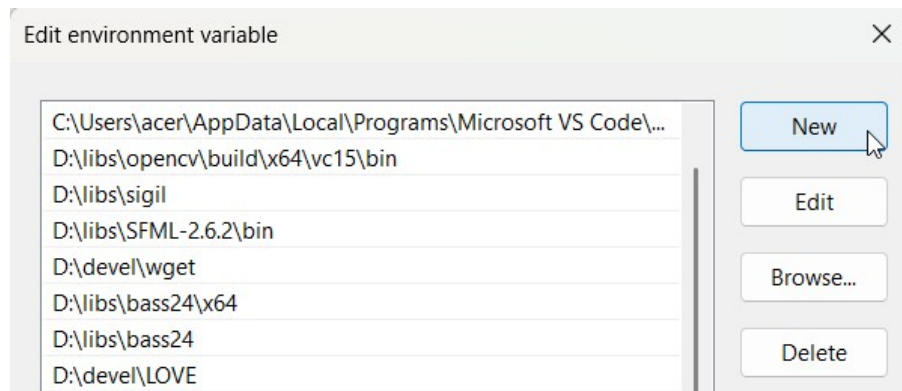 Edit environment variable
C:\Users\acer\AppData\Local\Programs\Microsoft VS Code\...
New
D:\libs\opencv\build\x64\vc15\bin
D:\libs\sigil
Edit
D:\libs\SFML-2.6.2\bin
D:\devel\wget
Browse...
D:\libs\bass24\x64
D:\libs\bass24
Delete
D:\devel\LOVE